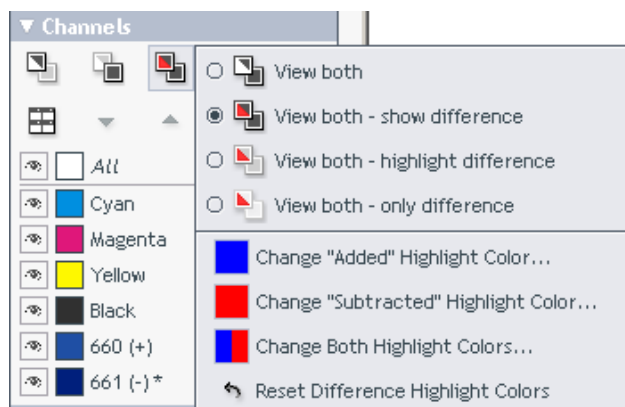 Channels
View both
View both - show difference
View both - highlight difference
View both - only difference
All
Cyan
Magenta
Yellow
Black
660 (+)
661 (-)*
Change "Added" Highlight Color...
Change "Subtracted" Highlight Color...
Change Both Highlight Colors...
Reset Difference Highlight Colors